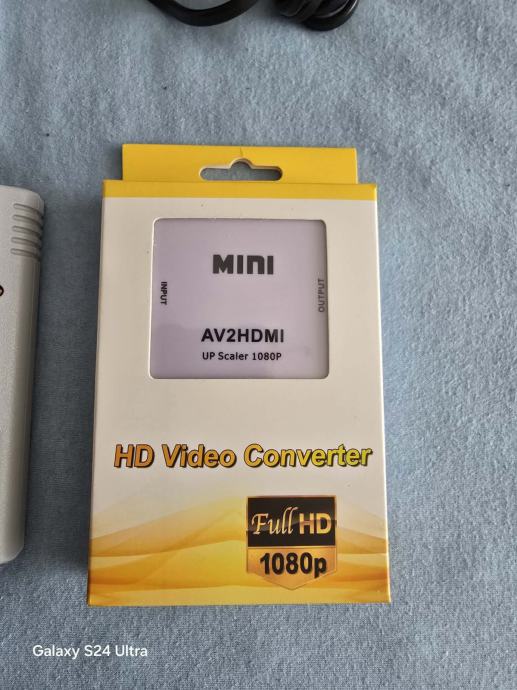 MINI
INPUT
OUTPUT
AV2HDMI
UP Scaler 1080P
HD Video Converter
Full HD
1080p
Galaxy S24 Ultra